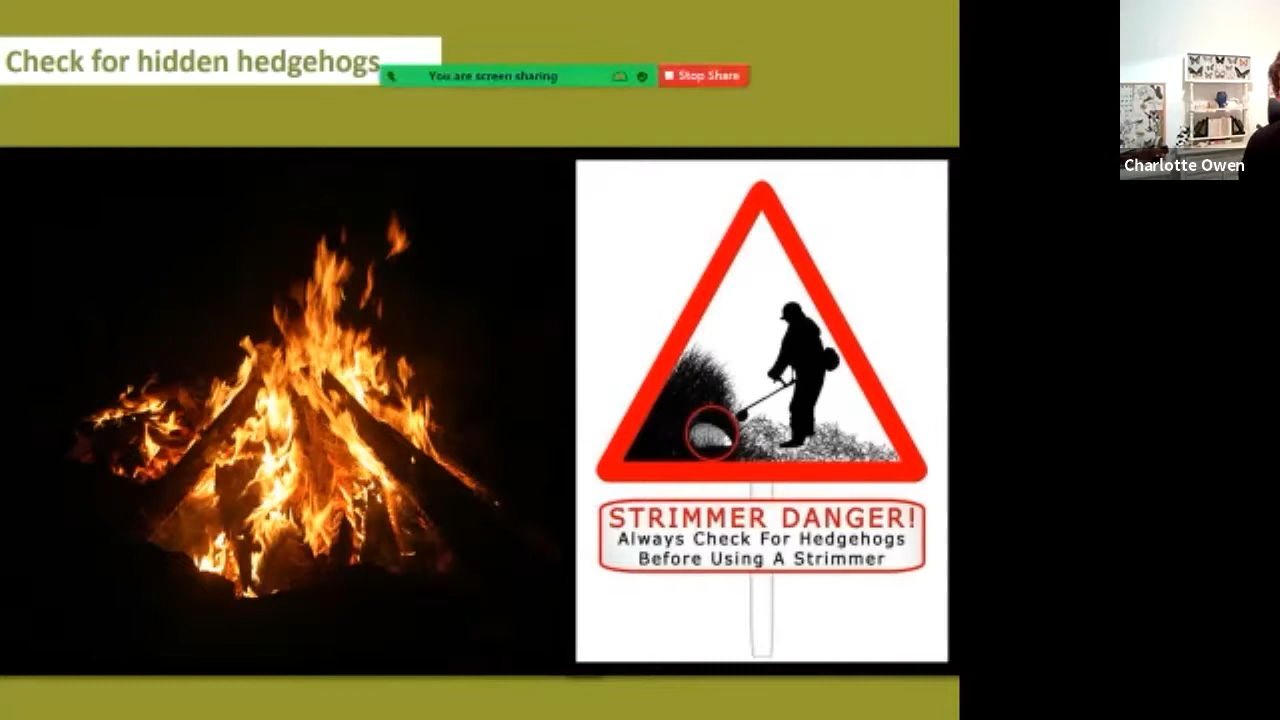 Check for hidden hedgehogs
You are screen sharing
Stop Share
Charlotte Owen
STRIMMER DANGER!
Always Check For Hedgehogs
Before Using A Strimmer